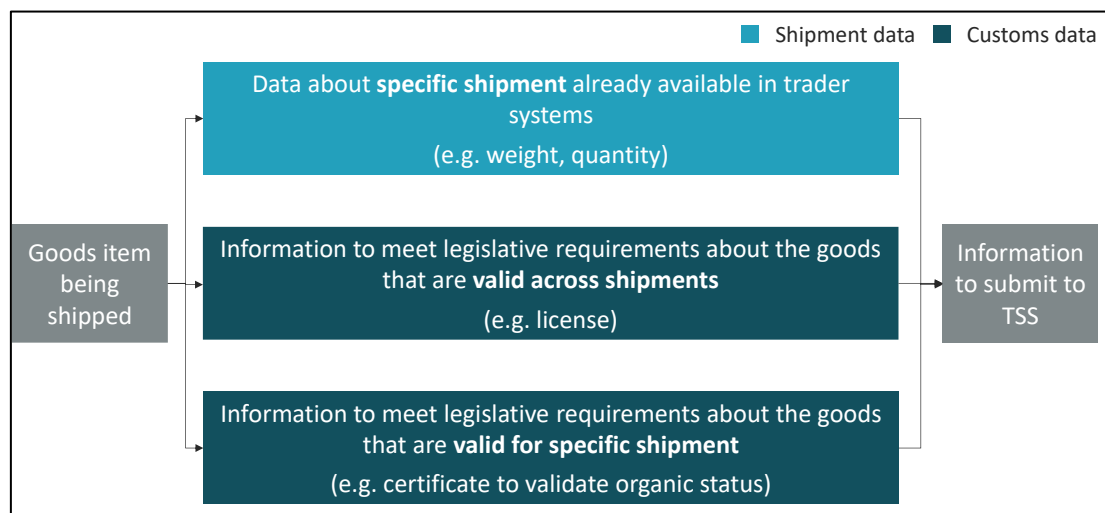 Shipment data
Customs data
Data about specific shipment already available in trader
systems
(e.g. weight, quantity)
Goods item
being
shipped
Information to meet legislative requirements about the goods
that are valid across shipments
(e.g. license)
Information
to submit to
TSS
Information to meet legislative requirements about the goods
that are valid for specific shipment
(e.g. certificate to validate organic status)